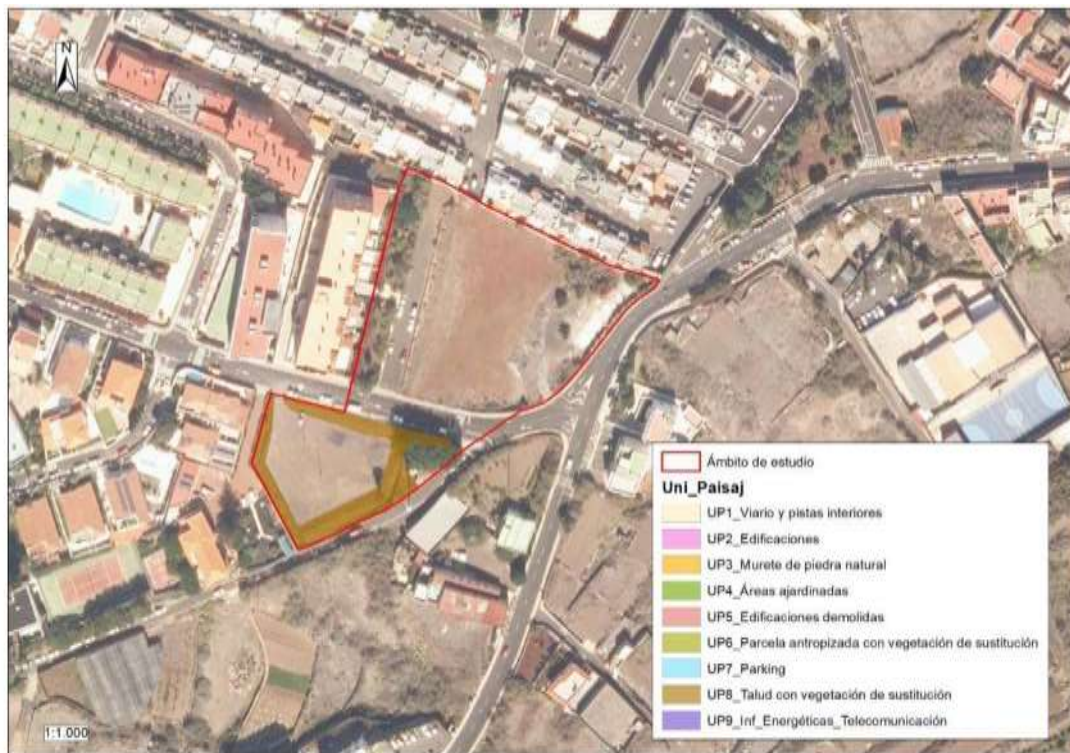 N
Ámbito de estudio
Uni_Paisaj
UP1_Viario y pistas interiores
UP2_Edificaciones
UP3_Murete de piedra natural
UP4_Áreas ajardinadas
UP5_Edificaciones demolidas
UP6_Parcela antropizada con vegetación de sustitución
UP7_Parking
UP8_Talud con vegetación de sustitución
UP9_Inf_Energéticas_Telecomunicación
1:1.000